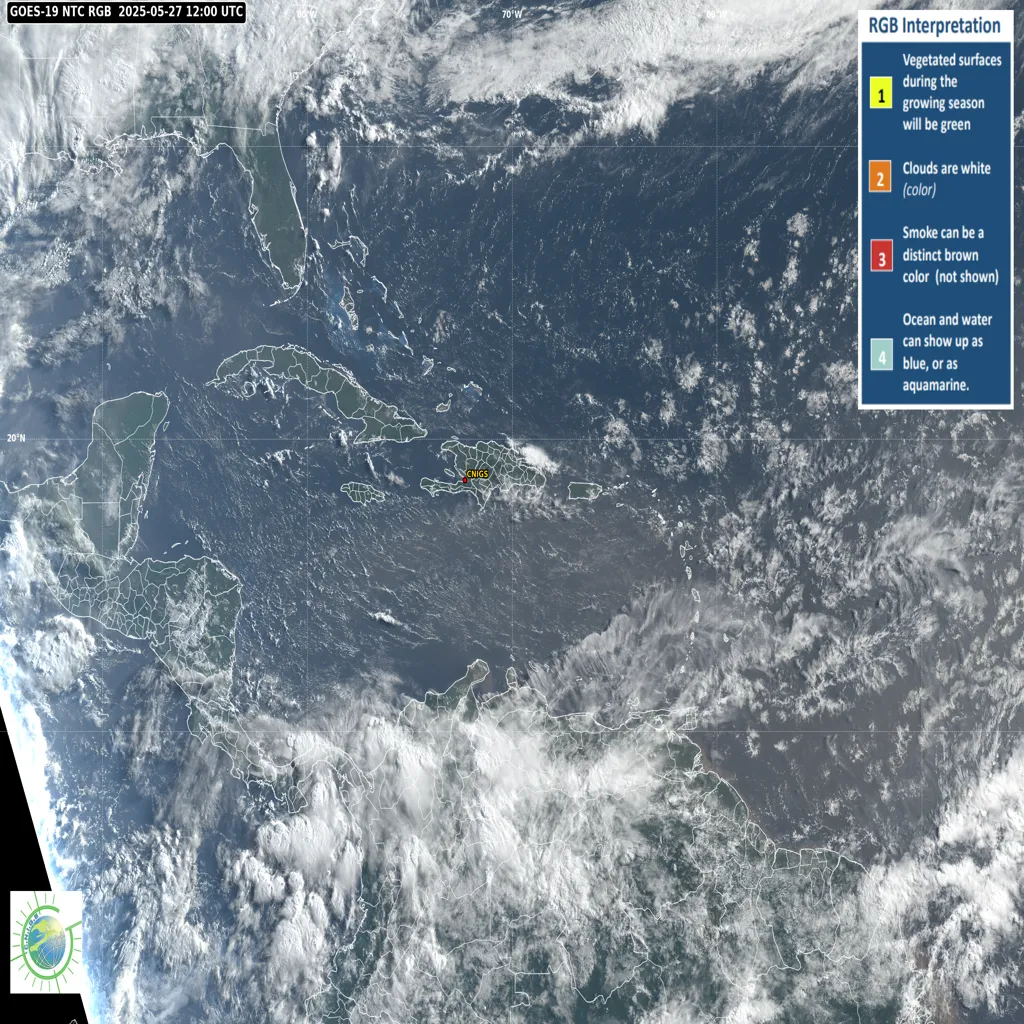 GOES-19 NTC RGB 2025-05-27 12:00 UTC
70°W
RGB Interpretation
1
Vegetated surfaces
during the
growing season
will be green
2
Clouds are white
(color)
3
Smoke can be a
distinct brown
color (not shown)
4
Ocean and water
can show up as
blue, or as
aquamarine.
20°N
CNIGS